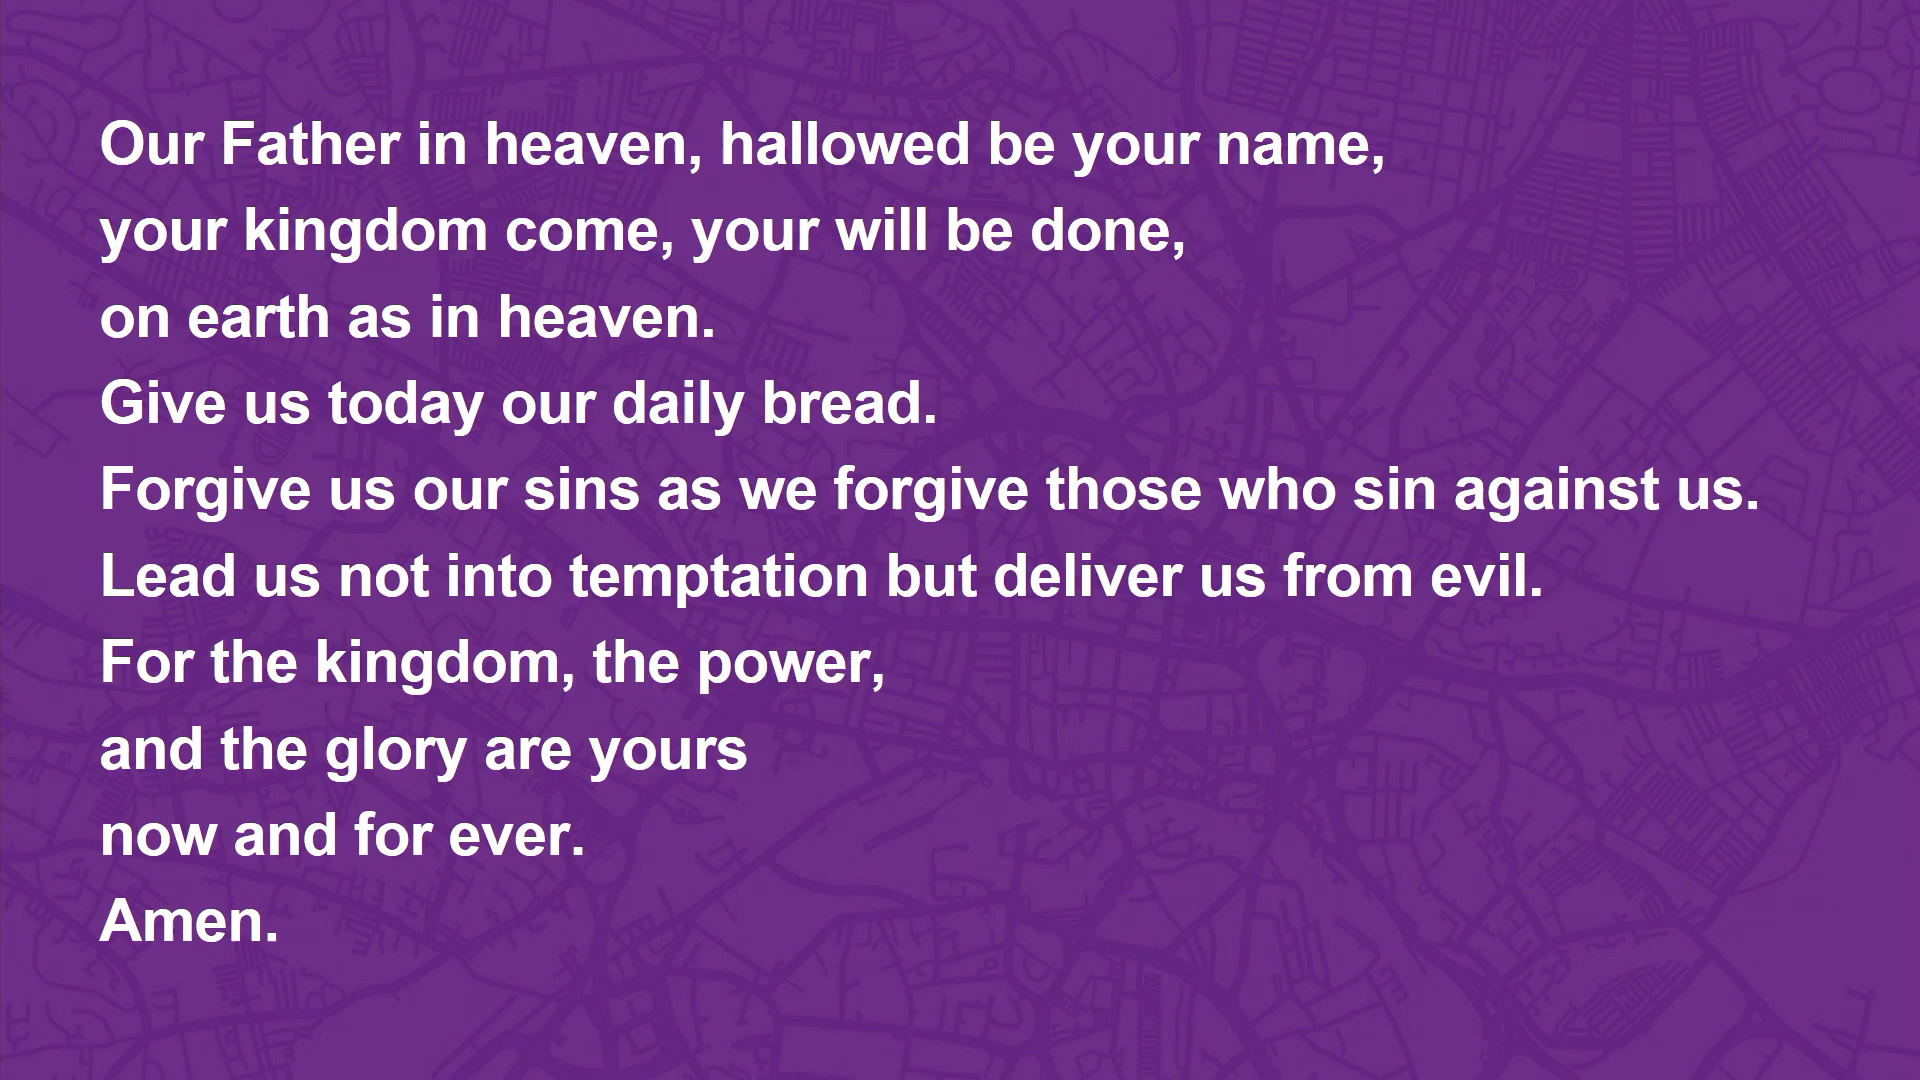 Our Father in heaven, hallowed be your name,
your kingdom come, your will be done,
on earth as in heaven.
Give us today our daily bread.
Forgive us our sins as we forgive those who sin against us.
Lead us not into temptation but deliver us from evil.
For the kingdom, the power,
and the glory are yours
now and for ever.
Amen.